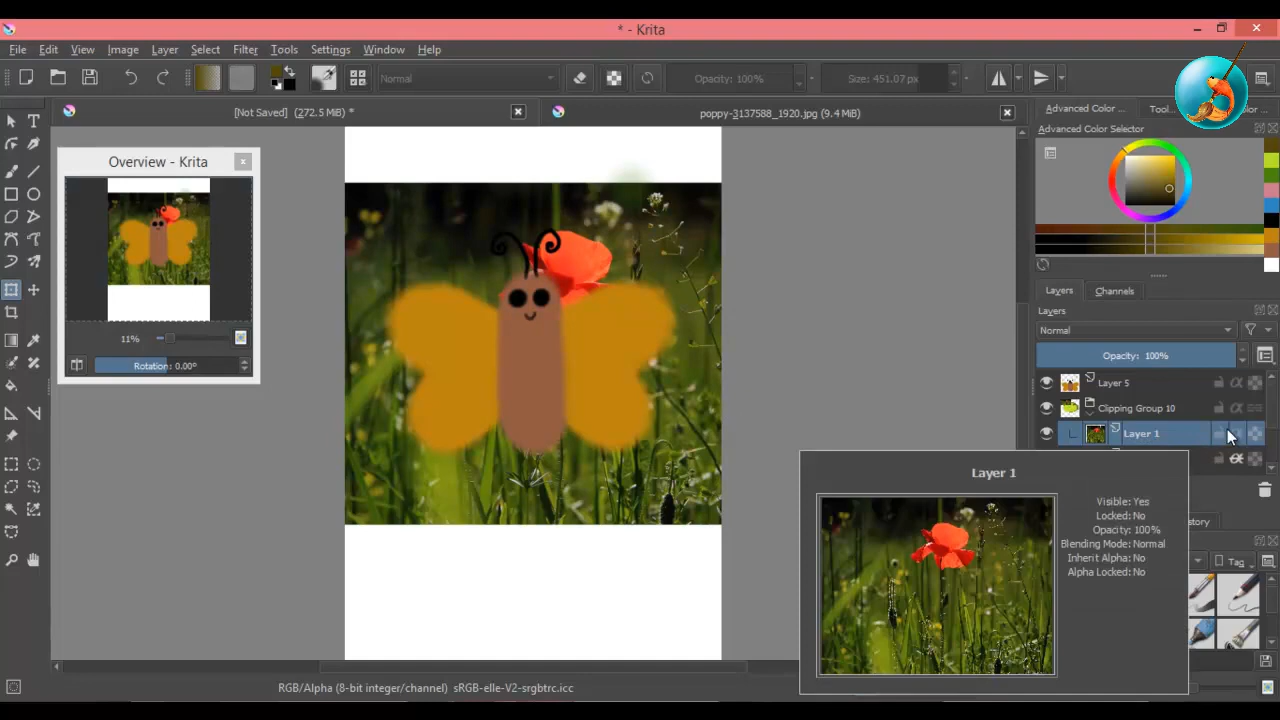 * - Krita
File Edit View Image Layer Select Filter Tools Settings Window Help
Normal Opacity: 100% Size: 451.07 px
[Not Saved] (272.5 MiB) * poppy-3137588_1920.jpg (9.4 MiB) Advanced Color ... Tool...
Advanced Color Selector
Overview - Krita
11%
Rotation: 0.00°
Layers Channels
Layers
Normal
Opacity: 100%
Layer 5
Clipping Group 10
Layer 1
Layer 1
Visible: Yes
Locked: No
Opacity: 100%
Blending Mode: Normal
Inherit Alpha: No
Alpha Locked: No
Tag
RGB/Alpha (8-bit integer/channel) sRGB-elle-V2-srgbtrc.icc